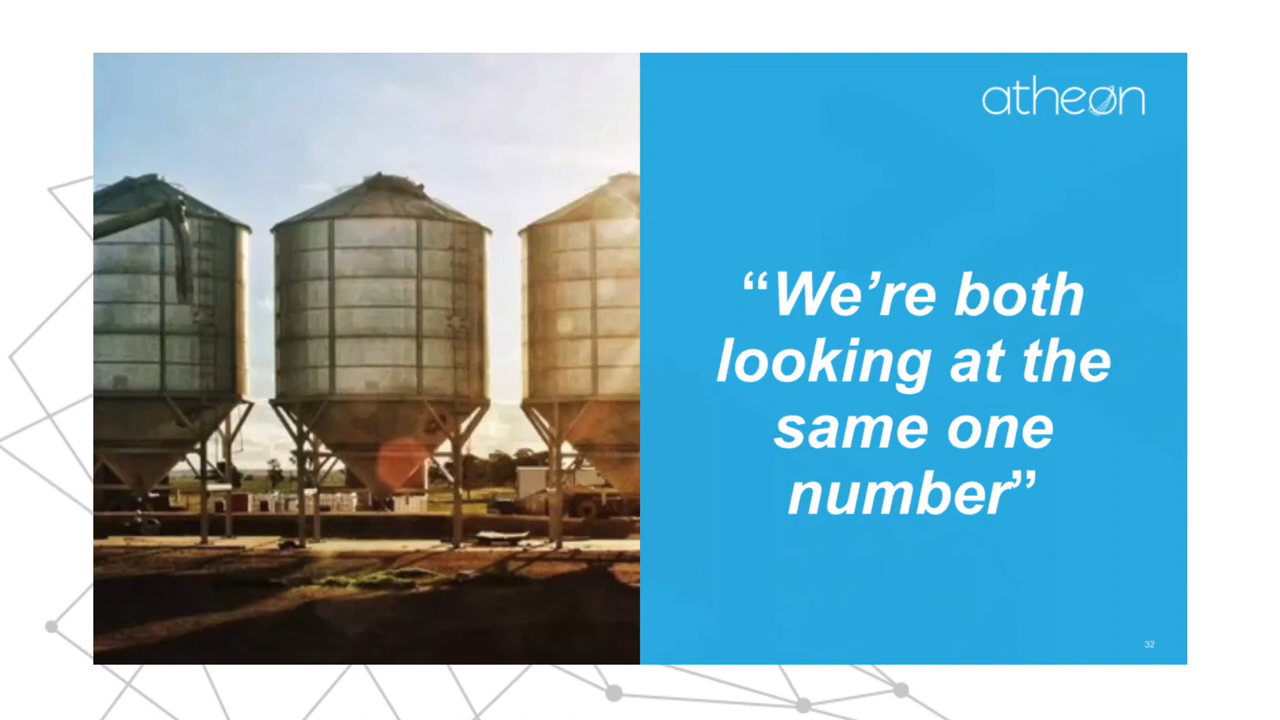 atheon
“We’re both
looking at the
same one
number”
32